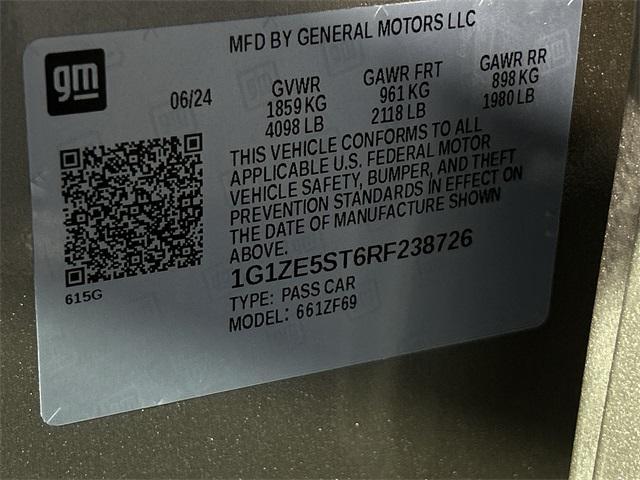 MFD BY GENERAL MOTORS LLC
gm
06/24
GVWR
1859 KG
4098 LB
GAWR FRT
961 KG
2118 LB
GAWR RR
898 KG
1980 LB
THIS VEHICLE CONFORMS TO ALL
APPLICABLE U.S. FEDERAL MOTOR
VEHICLE SAFETY, BUMPER, AND THEFT
PREVENTION STANDARDS IN EFFECT ON
THE DATE OF MANUFACTURE SHOWN
ABOVE.
615G
1G1ZE5ST6RF238726
TYPE: PASS CAR
MODEL: 661ZF69